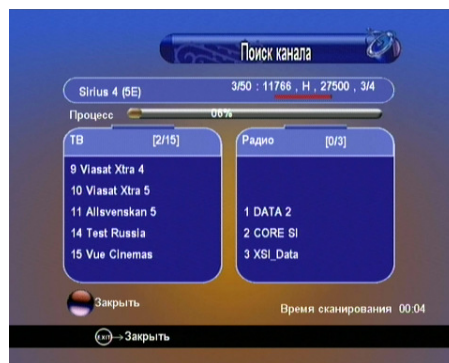 Поиск канала
Sirius 4 (5E) 3/50 : 11766 , H , 27500 , 3/4
Процесс 06%
ТВ [2/15] Радио [0/3]
9 Viasat Xtra 4
10 Viasat Xtra 5
11 Allsvenskan 5 1 DATA 2
14 Test Russia 2 CORE SI
15 Vue Cinemas 3 XSI_Data
Закрыть Время сканирования 00:04
EXIT→Закрыть